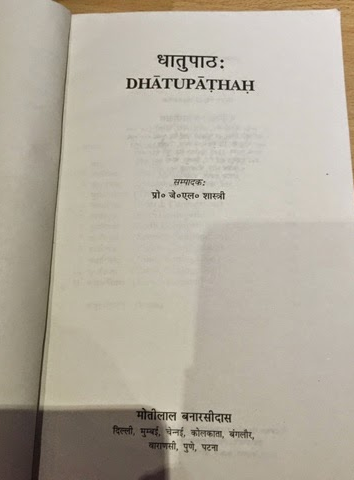 धातुपाठः
DHĀTUPĀṬHAḤ
सम्पादकः
प्रो० जे०एल० शास्त्री
मोतीलाल बनारसीदास
दिल्ली, मुम्बई, चेन्नई, कोलकाता, बंगलौर,
वाराणसी, पुणे, पटना